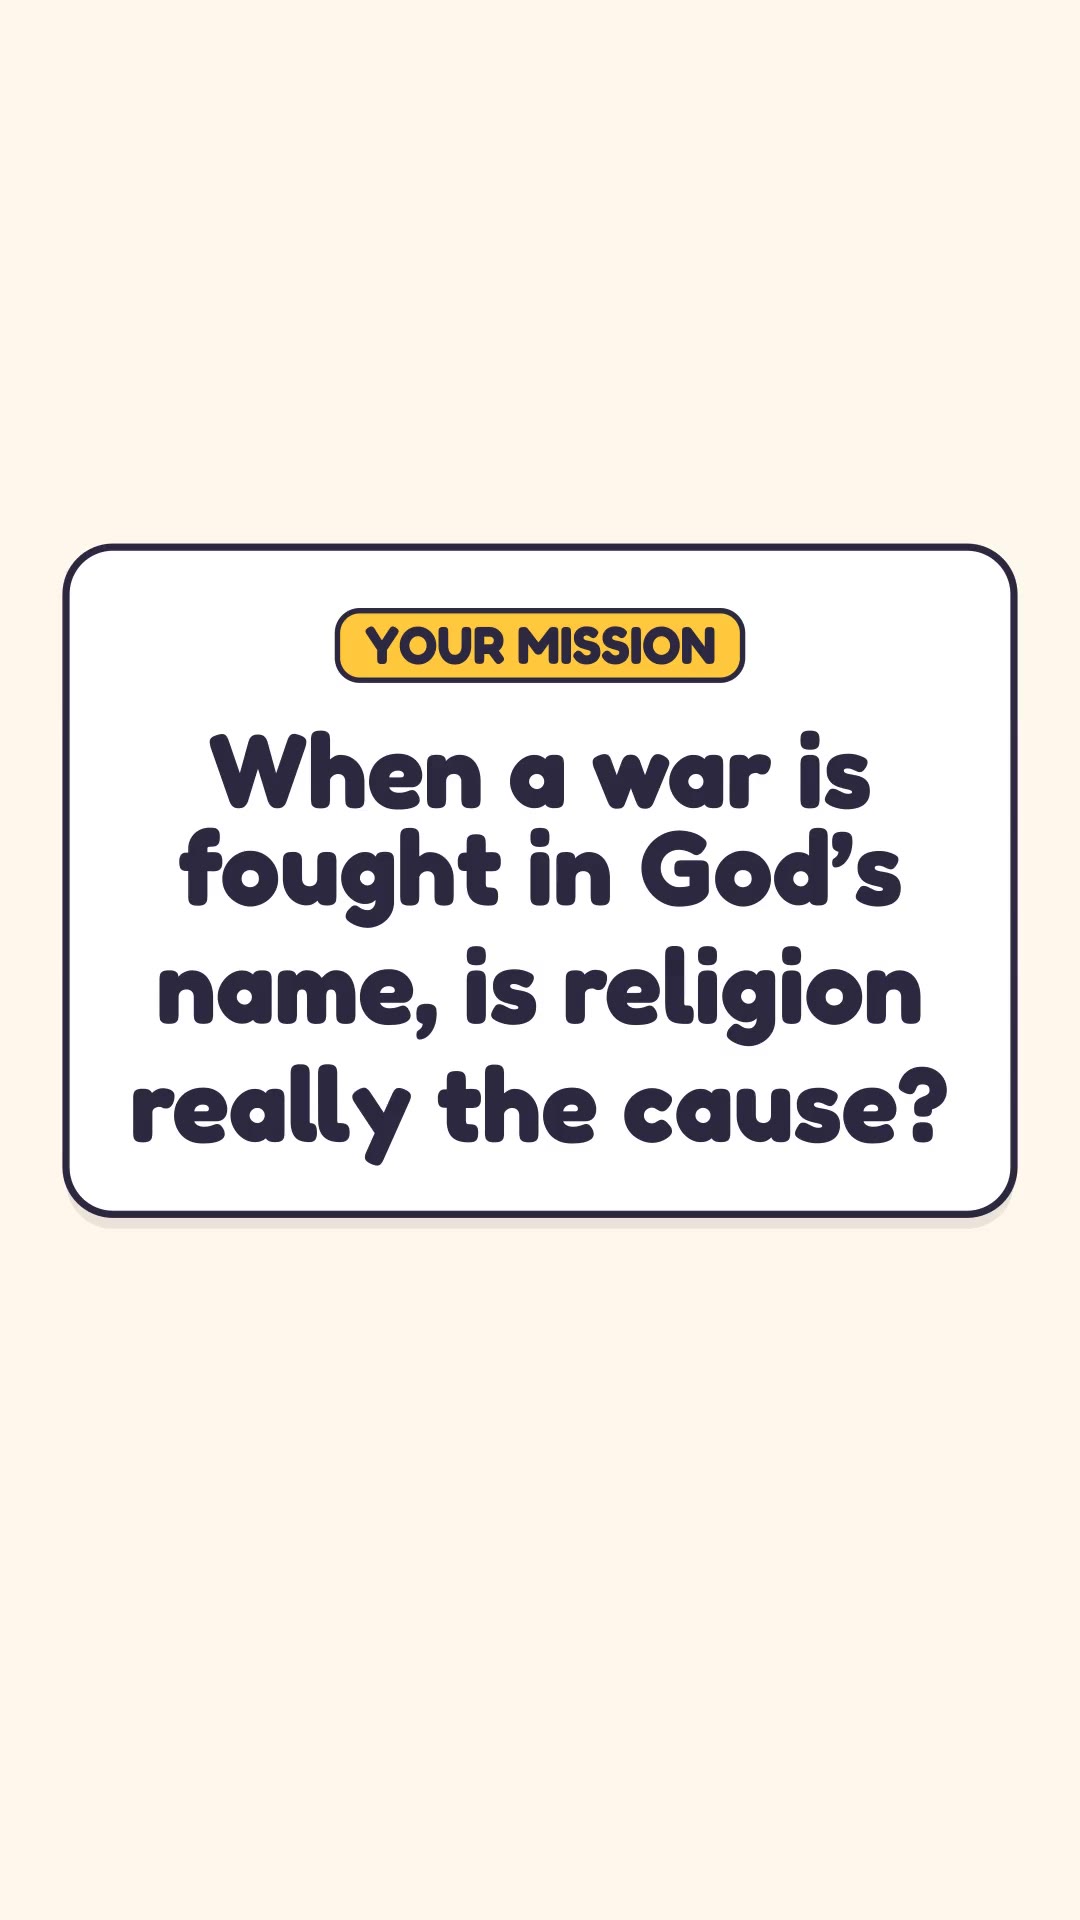 YOUR MISSION
When a war is
fought in God’s
name, is religion
really the cause?